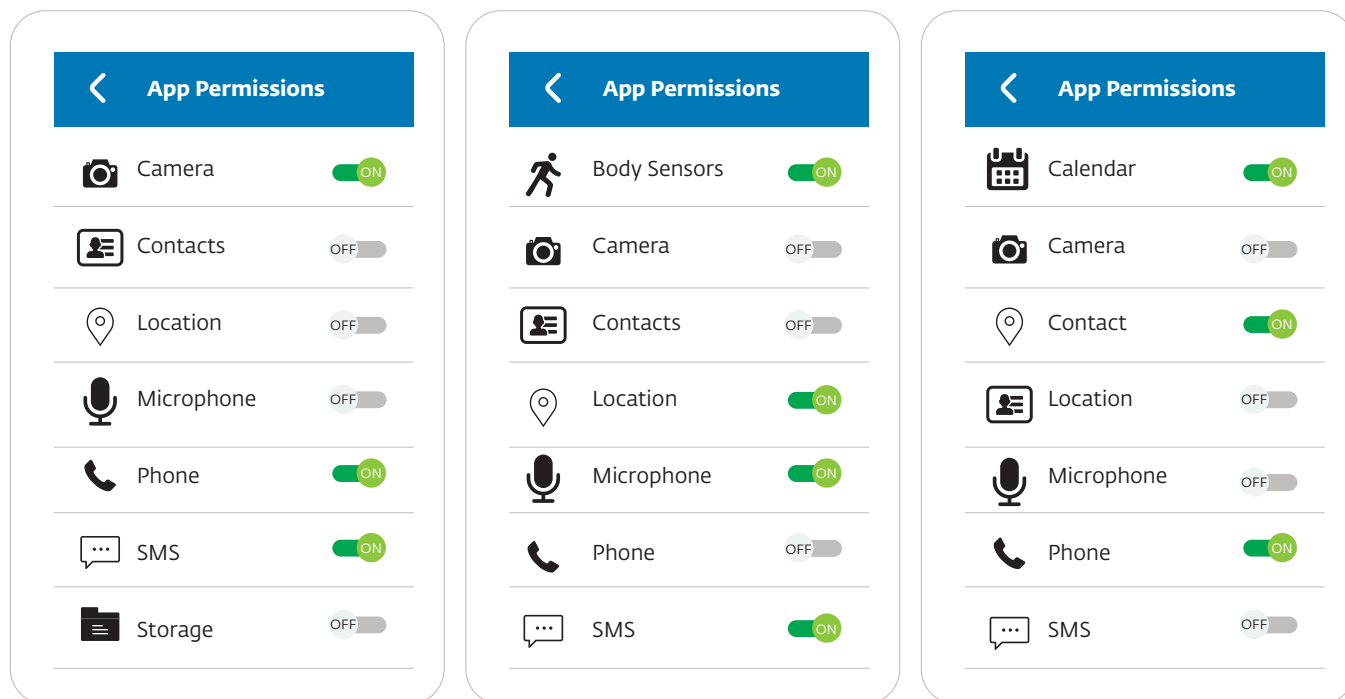 App Permissions
Camera ON
Contacts OFF
Location OFF
Microphone OFF
Phone ON
SMS ON
Storage OFF
App Permissions
Body Sensors ON
Camera OFF
Contacts OFF
Location ON
Microphone ON
Phone OFF
SMS ON
App Permissions
Calendar ON
Camera OFF
Contact ON
Location OFF
Microphone OFF
Phone ON
SMS OFF